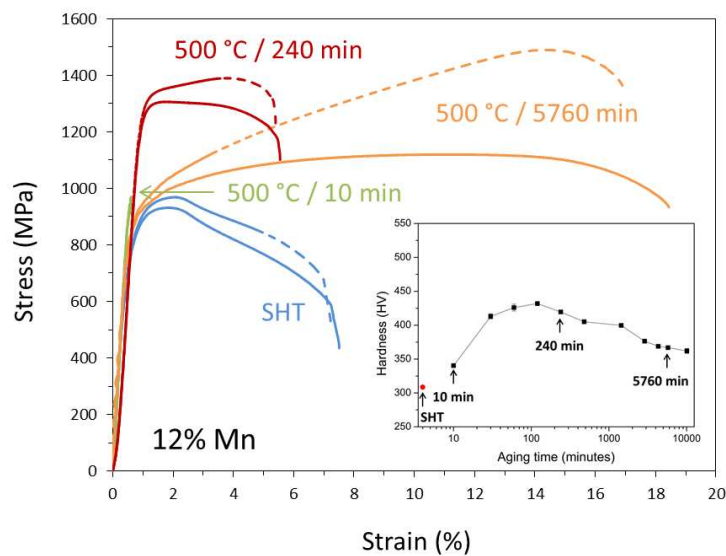 1600
1400
1200
1000
800
600
400
200
0
Stress (MPa)
500 °C / 240 min
500 °C / 5760 min
500 °C / 10 min
SHT
12% Mn
0 2 4 6 8 10 12 14 16 18 20
Strain (%)
550
500
450
400
350
300
250
Hardness (HV)
240 min
10 min
5760 min
SHT
10 100 1000 10000
Aging time (minutes)